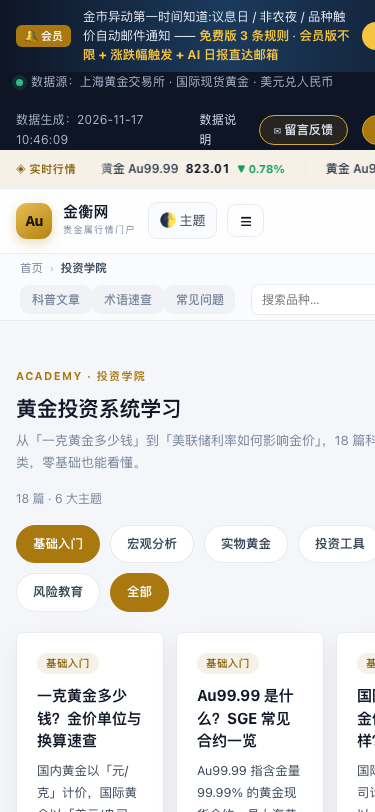 会员
金市异动第一时间知道:议息日 / 非农夜 / 品种触
价自动邮件通知 —— 免费版 3 条规则 · 会员版不
限 + 涨跌幅触发 + AI 日报直达邮箱
数据源: 上海黄金交易所 · 国际现货黄金 · 美元兑人民币
数据生成: 2026-11-17
10:46:09
数据说
明
留言反馈
实时行情
黄金 Au99.99 823.01 ▼0.78%
黄金 Au9
Au
金衡网
贵金属行情门户
主题
首页 › 投资学院
科普文章
术语速查
常见问题
搜索品种...
ACADEMY · 投资学院
黄金投资系统学习
从「一克黄金多少钱」到「美联储利率如何影响金价」, 18 篇科
类, 零基础也能看懂。
18 篇 · 6 大主题
基础入门
宏观分析
实物黄金
投资工具
风险教育
全部
基础入门
一克黄金多少
钱? 金价单位与
换算速查
国内黄金以「元/
克」计价, 国际黄
基础入门
Au99.99 是什
么? SGE 常见
合约一览
Au99.99 指含金量
99.99% 的黄金现
基础入门
国
金
样
国
司